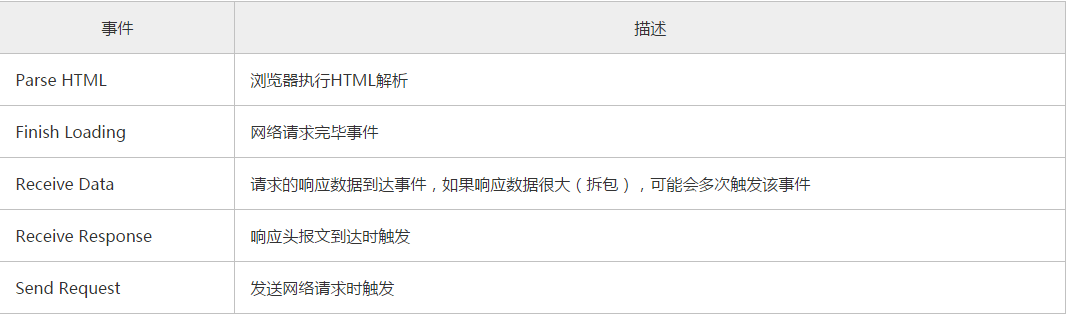 事件 描述
Parse HTML 浏览器执行HTML解析
Finish Loading 网络请求完毕事件
Receive Data 请求的响应数据到达事件，如果响应数据很大（拆包），可能会多次触发该事件
Receive Response 响应头报文到达时触发
Send Request 发送网络请求时触发